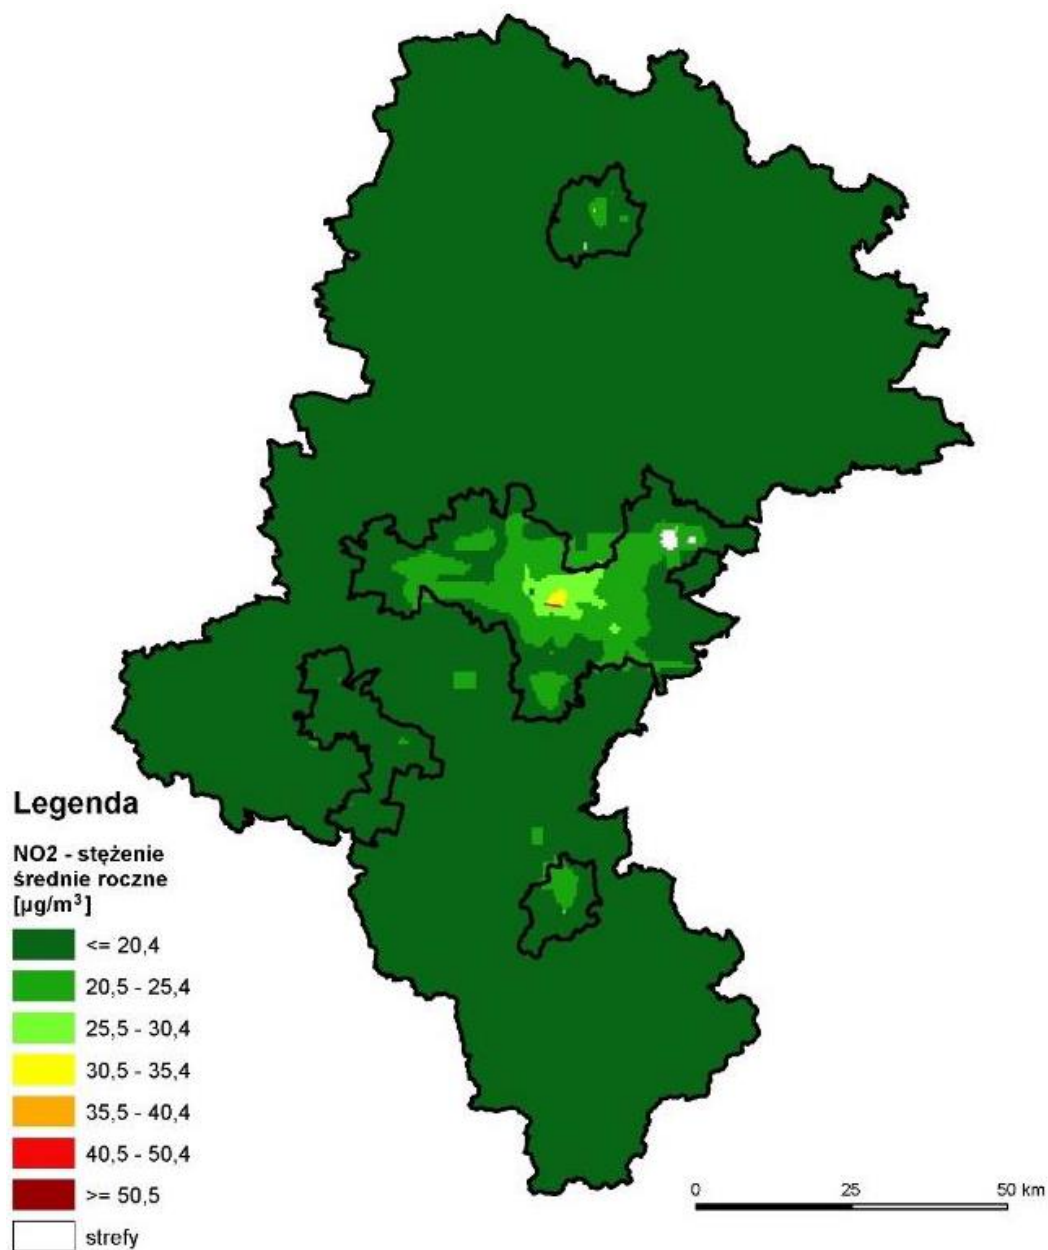 Legenda
NO2 - stężenie
średnie roczne
[µg/m³]
<= 20,4
20,5 - 25,4
25,5 - 30,4
30,5 - 35,4
35,5 - 40,4
40,5 - 50,4
>= 50,5
strefy
0 25 50 km